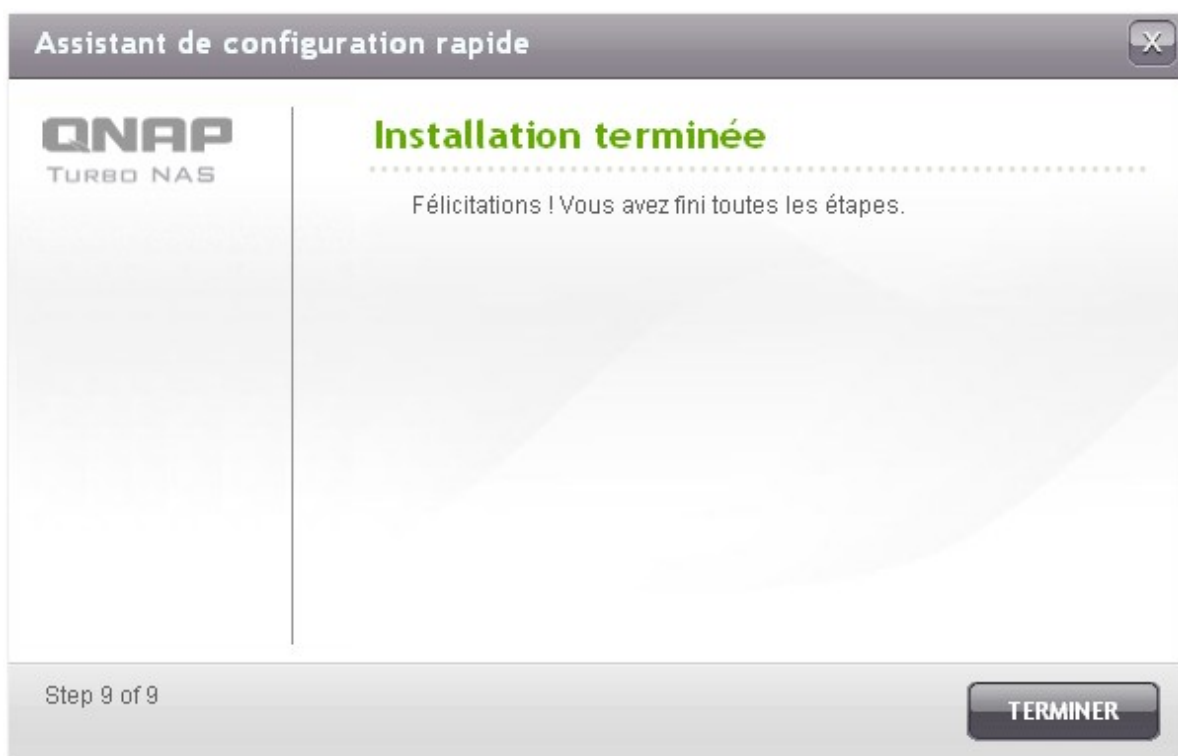 Assistant de configuration rapide
X
QNAP
TURBO NAS
Installation terminée
Félicitations ! Vous avez fini toutes les étapes.
Step 9 of 9
TERMINER